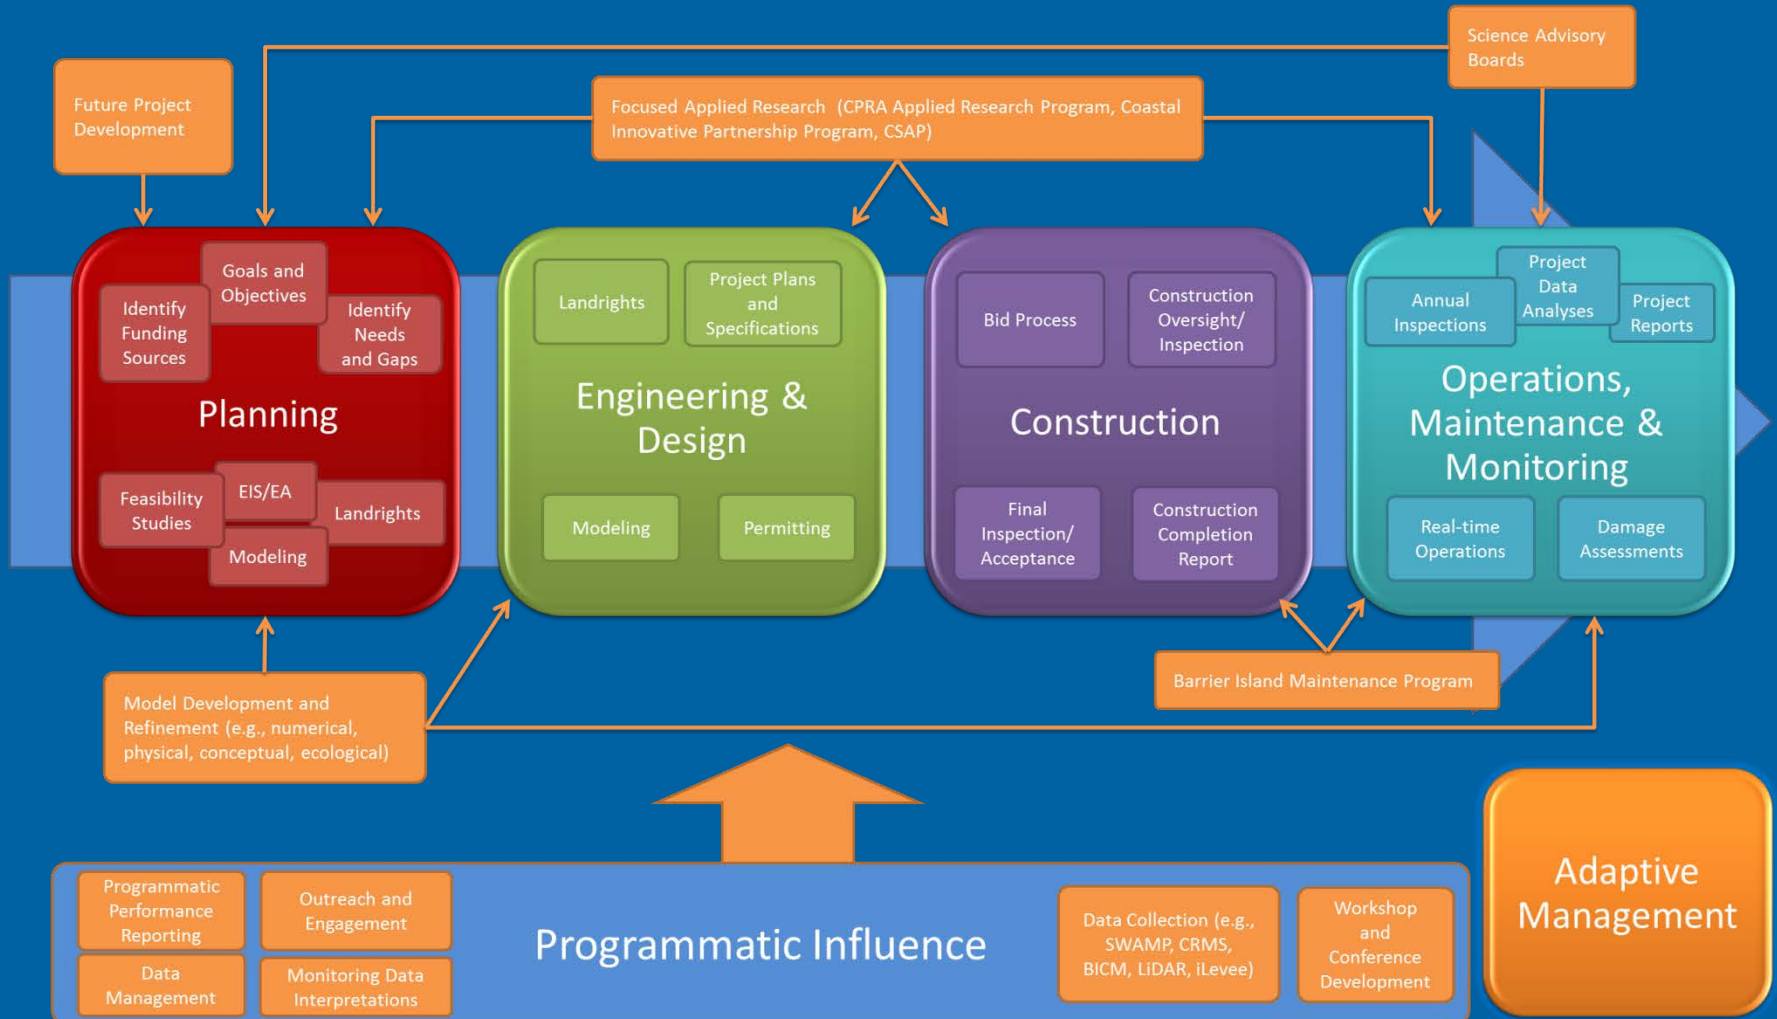 Science Advisory
Boards
Future Project
Development
Focused Applied Research (CPRA Applied Research Program, Coastal
Innovative Partnership Program, CSAP)
Goals and
Objectives
Identify
Funding
Sources
Identify
Needs
and Gaps
Planning
Feasibility
Studies
EIS/EA
Landrights
Modeling
Landrights
Project Plans
and
Specifications
Engineering &
Design
Modeling
Permitting
Bid Process
Construction
Oversight/
Inspection
Construction
Final
Inspection/
Acceptance
Construction
Completion
Report
Annual
Inspections
Project
Data
Analyses
Project
Reports
Operations,
Maintenance &
Monitoring
Real-time
Operations
Damage
Assessments
Model Development and
Refinement (e.g., numerical,
physical, conceptual, ecological)
Barrier Island Maintenance Program
Programmatic
Performance
Reporting
Outreach and
Engagement
Data
Management
Monitoring Data
Interpretations
Programmatic Influence
Data Collection (e.g.,
SWAMP, CRMS,
BICM, LiDAR, iLevee)
Workshop
and
Conference
Development
Adaptive
Management